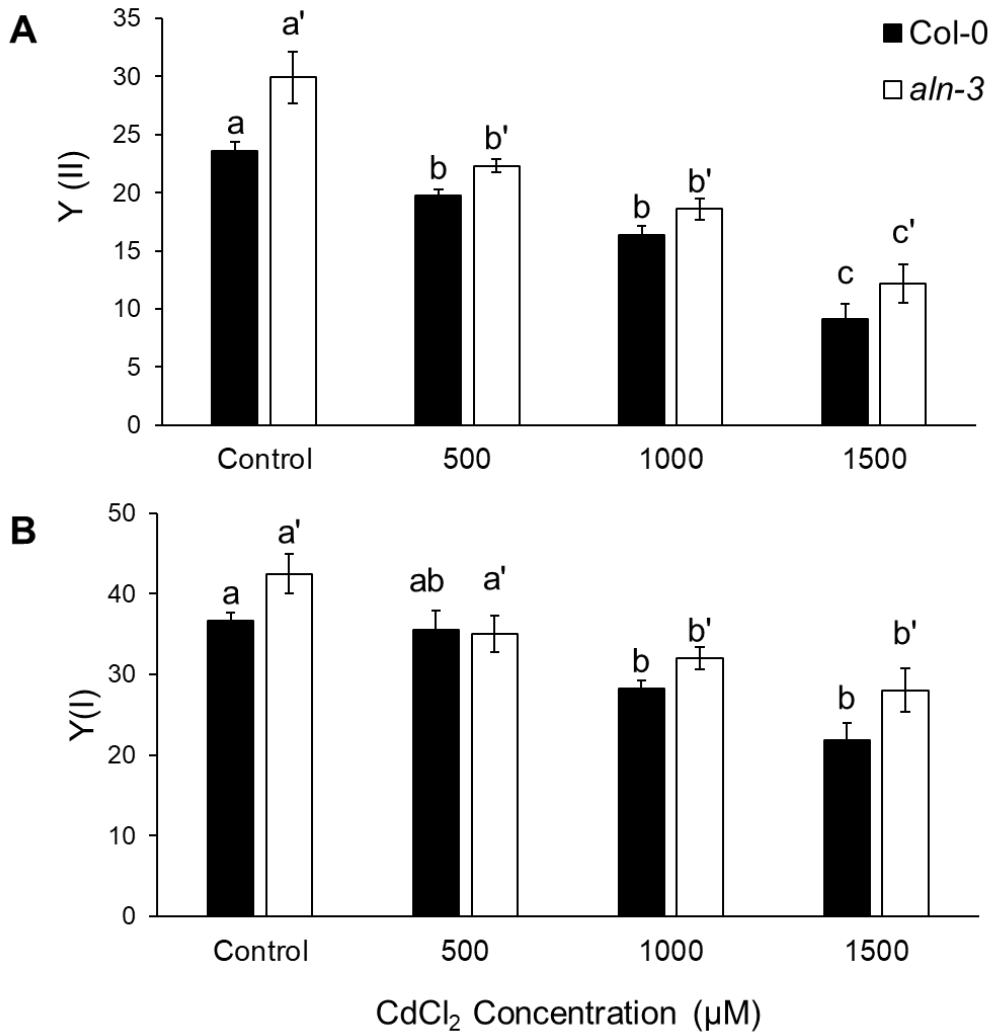 A
35
30
25
20
15
10
5
0
Y (II)
Col-0
aln-3
a a' b b' b b' c c'
Control 500 1000 1500
B
50
40
30
20
10
0
Y(I)
a a' ab a' b b' b b'
Control 500 1000 1500
CdCl₂ Concentration (µM)